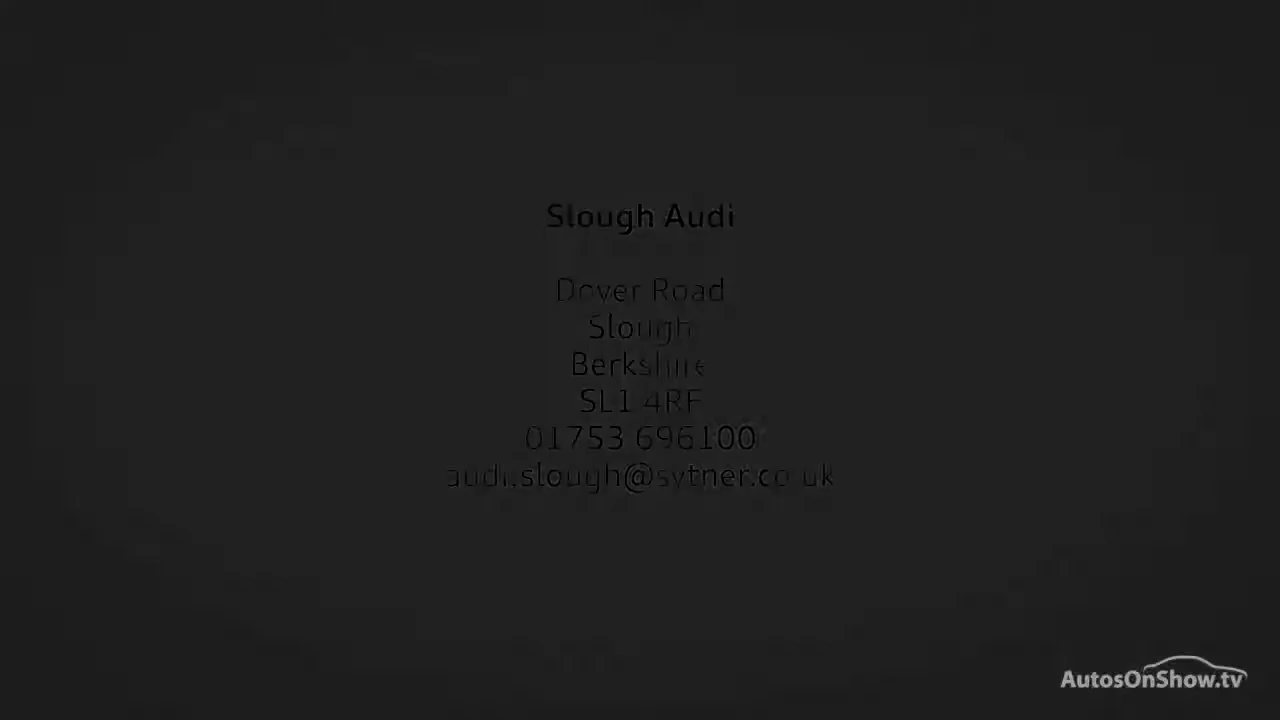 Slough Audi
Dover Road
Slough
Berkshire
SL1 4RF
01753 696100
audi.slough@sytner.co.uk
AutosOnShow.tv